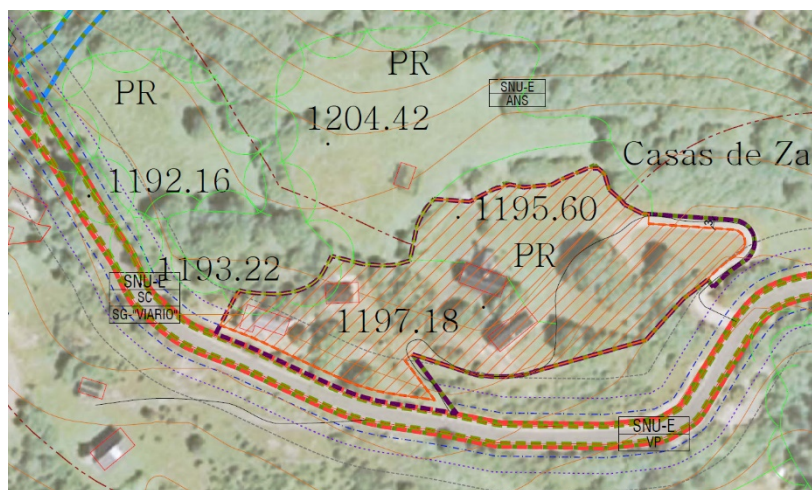 PR
PR
SNU-E
ANS
1204.42
Casas de Za
1192.16
1195.60
1193.22
PR
SNU-E
SC
SG-"VIARIO"
1197.18
SNU-E
VP